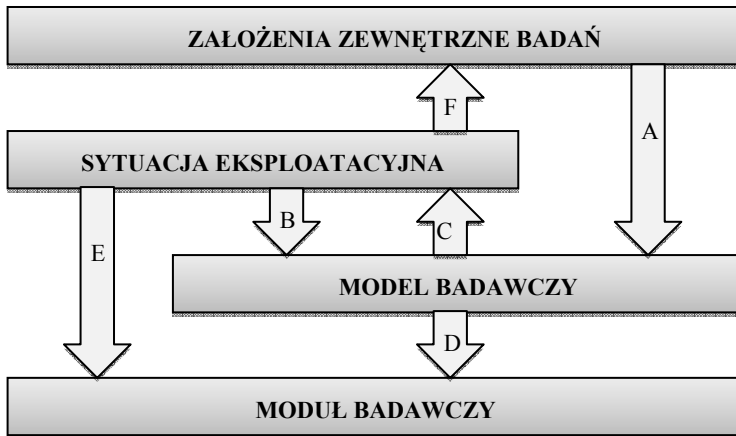 ZAŁOŻENIA ZEWNĘTRZNE BADAŃ
F
A
SYTUACJA EKSPLOATACYJNA
B
C
E
MODEL BADAWCZY
D
MODUŁ BADAWCZY